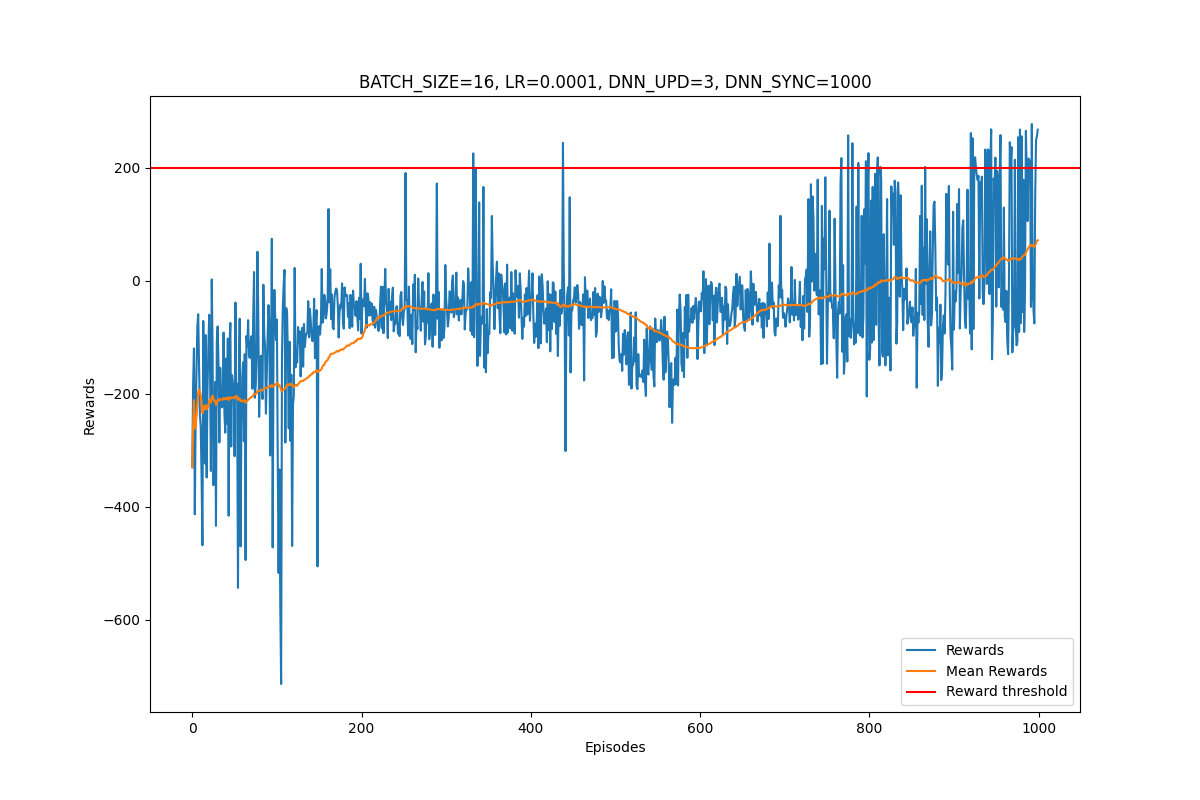 BATCH_SIZE=16, LR=0.0001, DNN_UPD=3, DNN_SYNC=1000
200
0
−200
−400
−600
Rewards
0
200
400
600
800
1000
Episodes
Rewards
Mean Rewards
Reward threshold